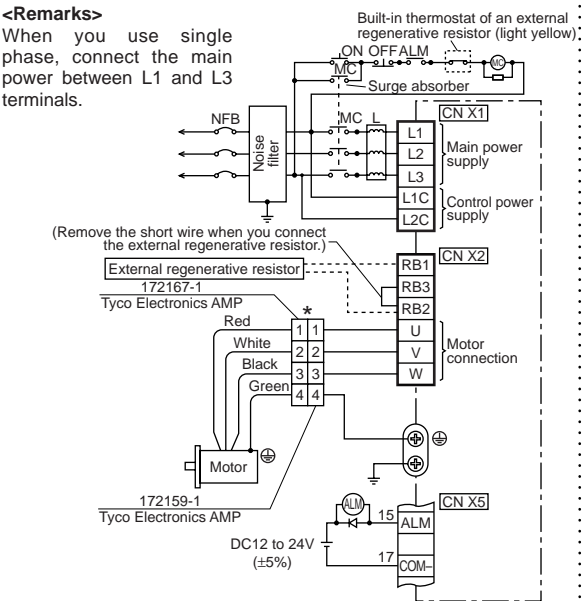 <Remarks>
When you use single
phase, connect the main
power between L1 and L3
terminals.
Built-in thermostat of an external
regenerative resistor (light yellow)
ON OFF ALM
MC
MC
Surge absorber
NFB
Noise
filter
MC L
CN X1
L1
L2
L3
L1C
L2C
Main power
supply
Control power
supply
(Remove the short wire when you connect
the external regenerative resistor.)
External regenerative resistor
CN X2
RB1
RB3
RB2
U
V
W
Motor
connection
172167-1
Tyco Electronics AMP
*
Red
White
Black
Green
1 1
2 2
3 3
4 4
Motor
172159-1
Tyco Electronics AMP
ALM
DC12 to 24V
(±5%)
15
17
CN X5
ALM
COM–